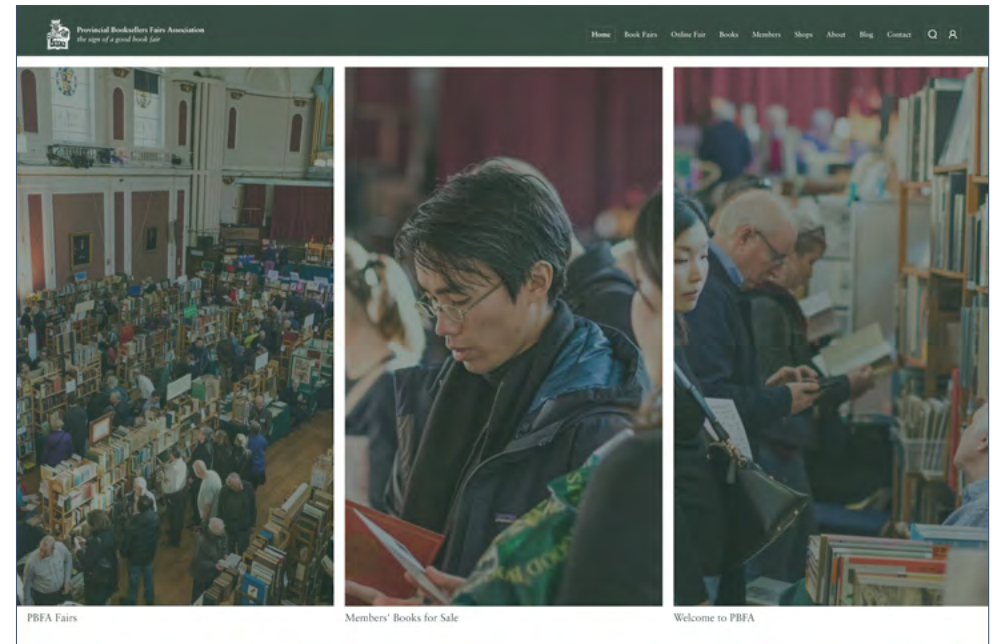 Provincial Booksellers Fairs Association
the sign of a good book fair
PBFA
Home Book Fairs Online Fair Books Members Shops About Blog Contact
PBFA Fairs
Members' Books for Sale
Welcome to PBFA